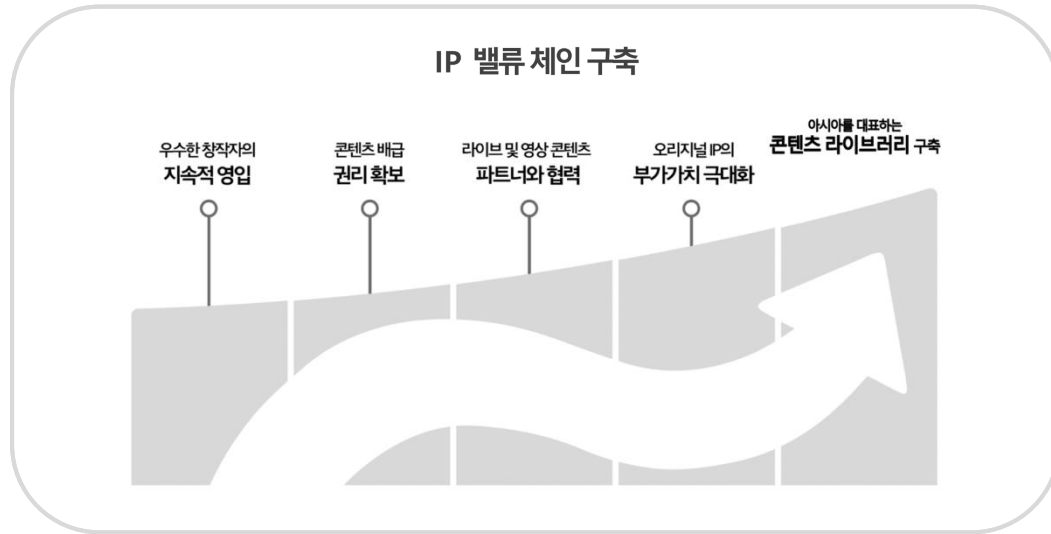 IP 밸류 체인 구축
우수한 창작자의
지속적 영입
콘텐츠 배급
권리 확보
라이브 및 영상 콘텐츠
파트너와 협력
오리지널 IP의
부가가치 극대화
아시아를 대표하는
콘텐츠 라이브러리 구축